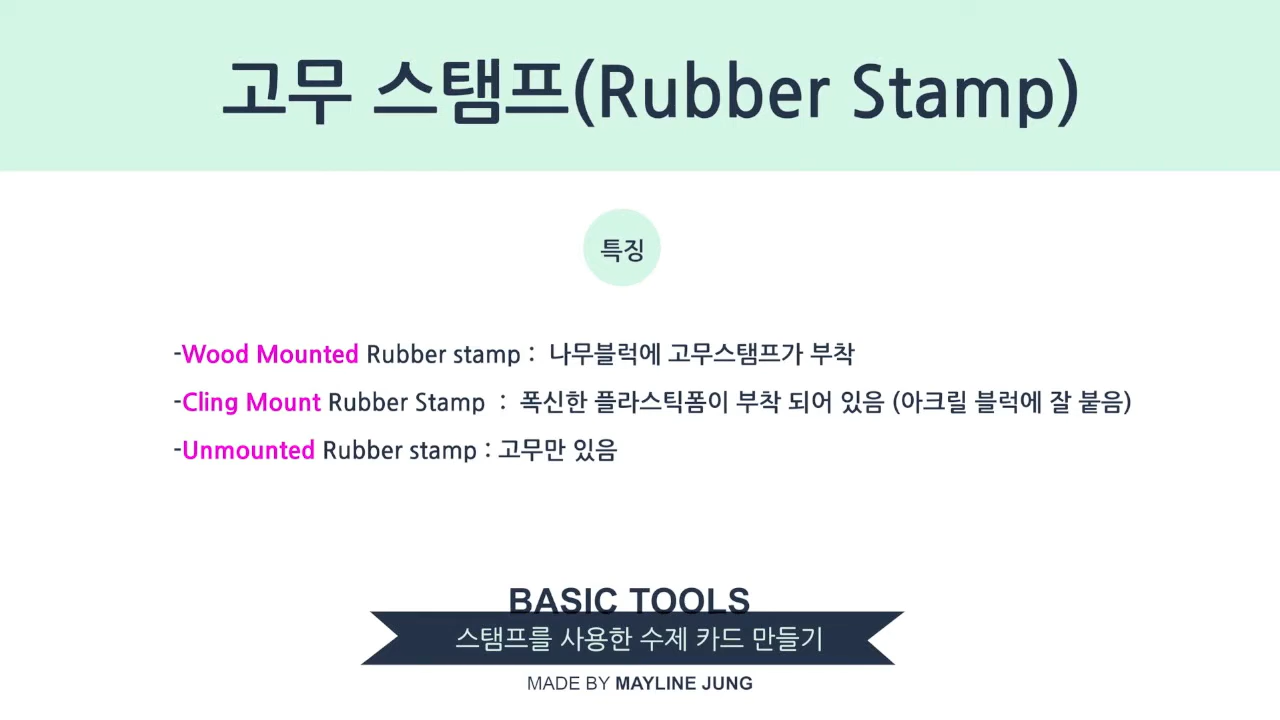 고무 스탬프(Rubber Stamp)
특징
-Wood Mounted Rubber stamp : 나무블럭에 고무스탬프가 부착
-Cling Mount Rubber Stamp : 폭신한 플라스틱폼이 부착 되어 있음 (아크릴 블럭에 잘 붙음)
-Unmounted Rubber stamp : 고무만 있음
BASIC TOOLS
스탬프를 사용한 수제 카드 만들기
MADE BY MAYLINE JUNG